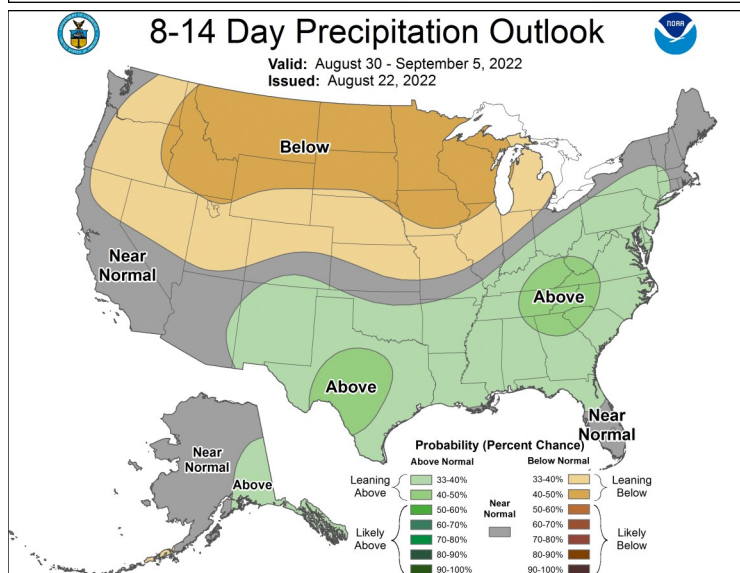 8-14 Day Precipitation Outlook
NOAA
Valid: August 30 - September 5, 2022
Issued: August 22, 2022
Below
Near
Normal
Above
Above
Near
Normal
Near
Normal
Above
Probability (Percent Chance)
Above Normal
Below Normal
Leaning
Above
33-40%
40-50%
Likely
Above
50-60%
60-70%
70-80%
80-90%
90-100%
Near
Normal
33-40%
40-50%
Leaning
Below
50-60%
60-70%
70-80%
80-90%
90-100%
Likely
Below